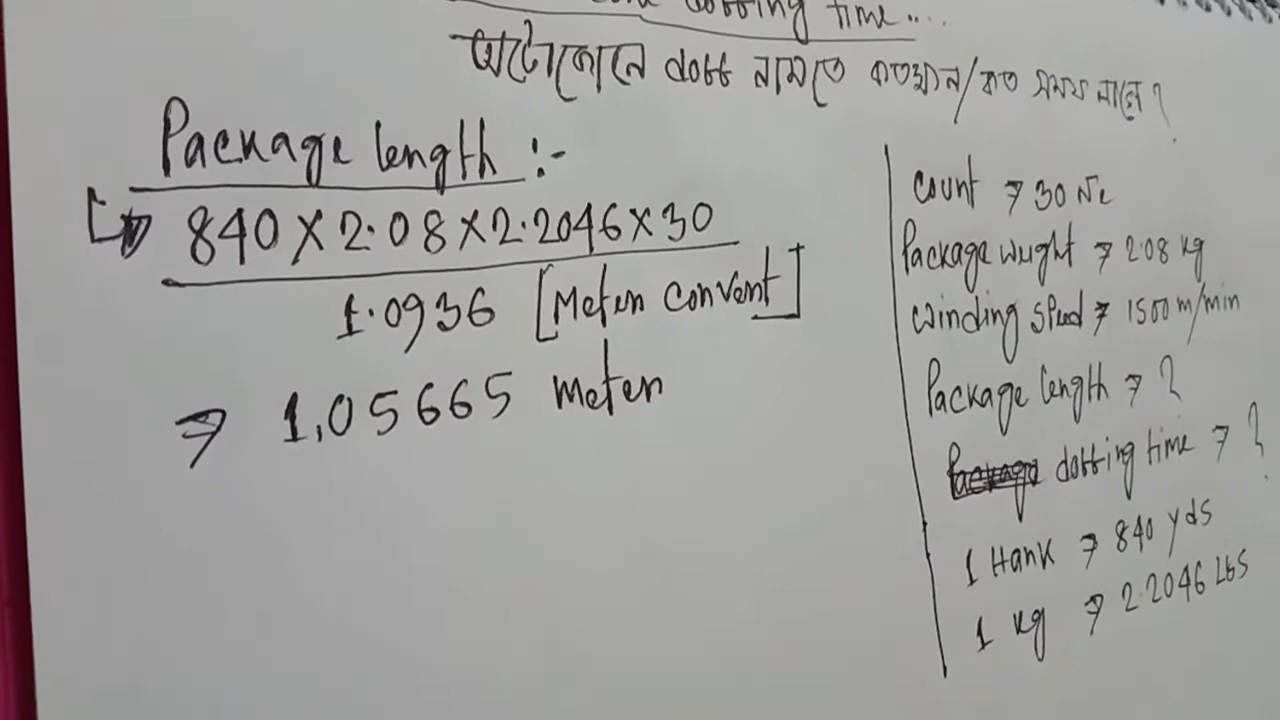 dobbing time....
অটোকোনে doff নামতে কতক্ষন/কত সময় লাগে?
Package length :-
840 X 2.08 X 2.2046 X 30
1.0936 [Meter convert]
⇒ 1,05665 meter
Count ⇒ 30 Ne
Package weight ⇒ 2.08 kg
Winding Speed ⇒ 1500 m/min
Package length ⇒ ?
doffing time ⇒ ?
1 Hank ⇒ 840 yds
1 kg ⇒ 2.2046 Lbs